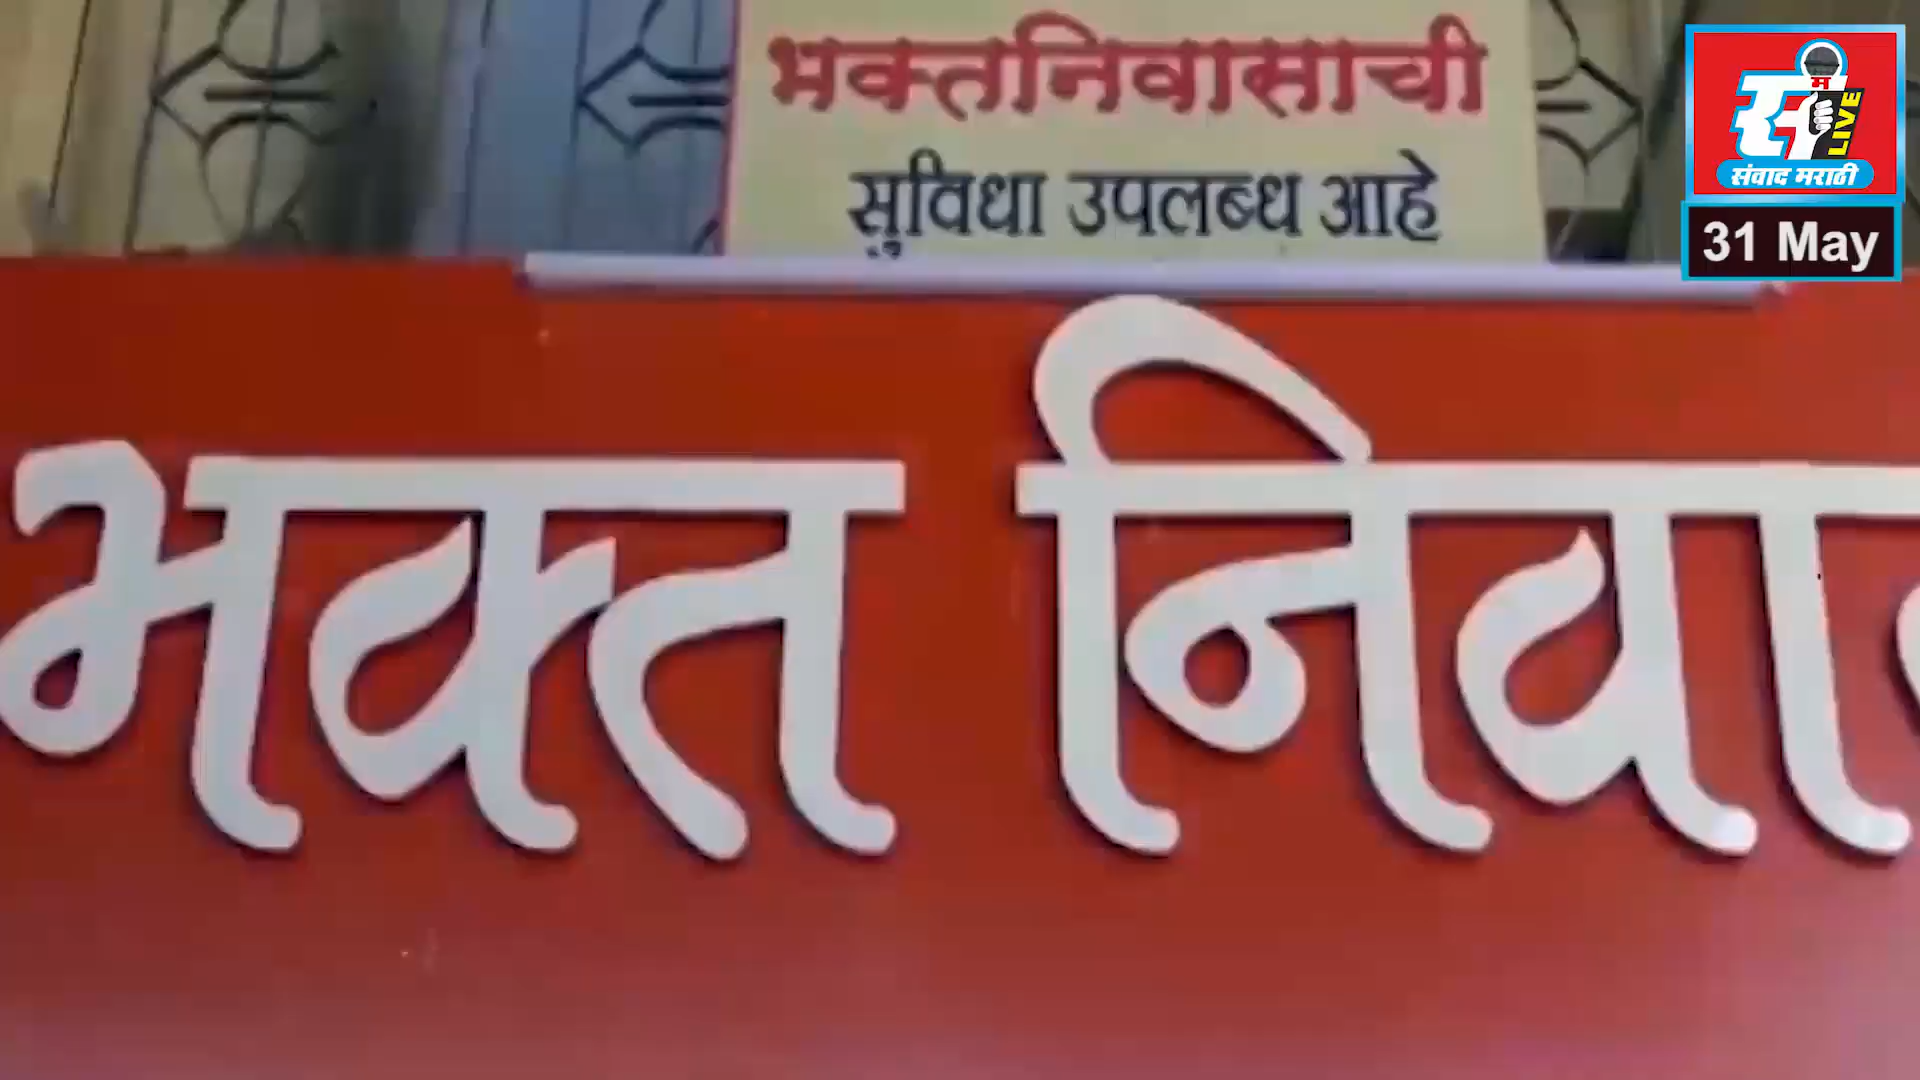 भक्तनिवासाची
सुविधा उपलब्ध आहे
म
LIVE
संवाद मराठी
31 May
भक्त निवा